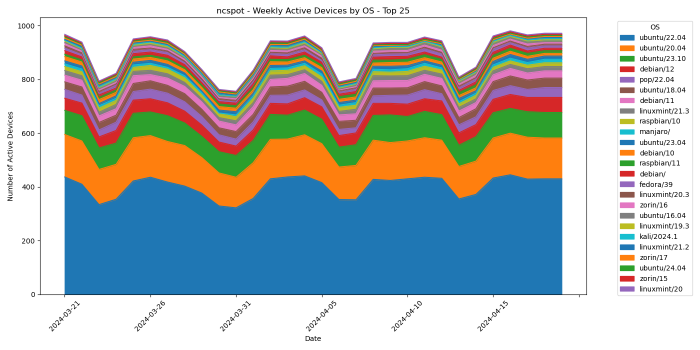 ncspot - Weekly Active Devices by OS - Top 25
Number of Active Devices
1000
800
600
400
200
0
2024-03-21
2024-03-26
2024-03-31
2024-04-05
2024-04-10
2024-04-15
Date
OS
ubuntu/22.04
ubuntu/20.04
ubuntu/23.10
debian/12
pop/22.04
ubuntu/18.04
debian/11
linuxmint/21.3
raspbian/10
manjaro/
ubuntu/23.04
debian/10
raspbian/11
debian/
fedora/39
linuxmint/20.3
zorin/16
ubuntu/16.04
linuxmint/19.3
kali/2024.1
linuxmint/21.2
zorin/17
ubuntu/24.04
zorin/15
linuxmint/20